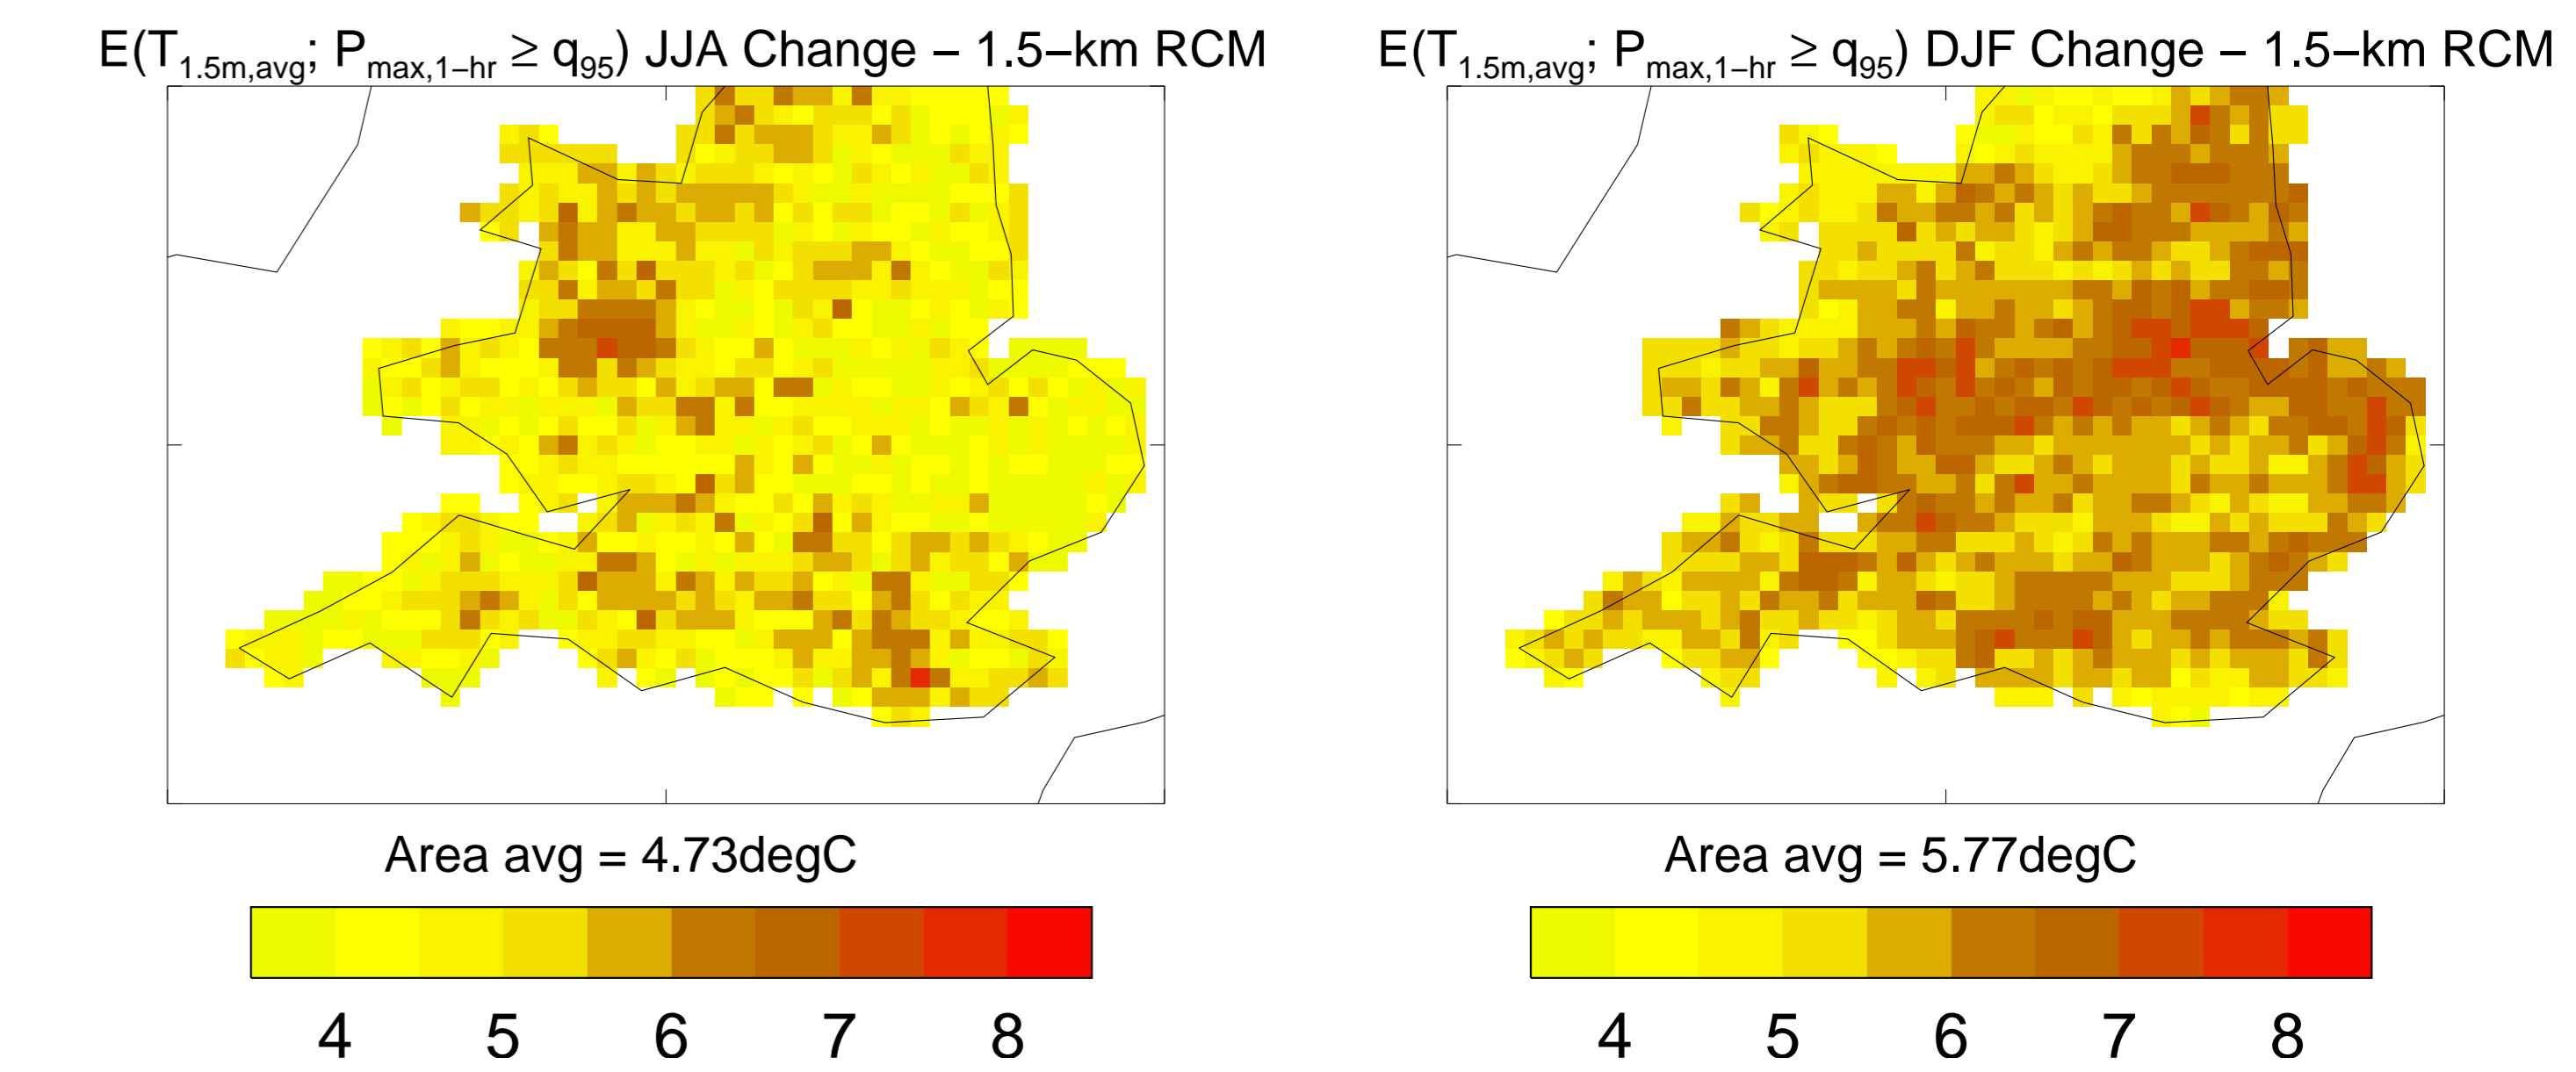 E(T1.5m,avg; Pmax,1−hr ≥ q95) JJA Change − 1.5−km RCM
Area avg = 4.73degC
4 5 6 7 8
E(T1.5m,avg; Pmax,1−hr ≥ q95) DJF Change − 1.5−km RCM
Area avg = 5.77degC
4 5 6 7 8